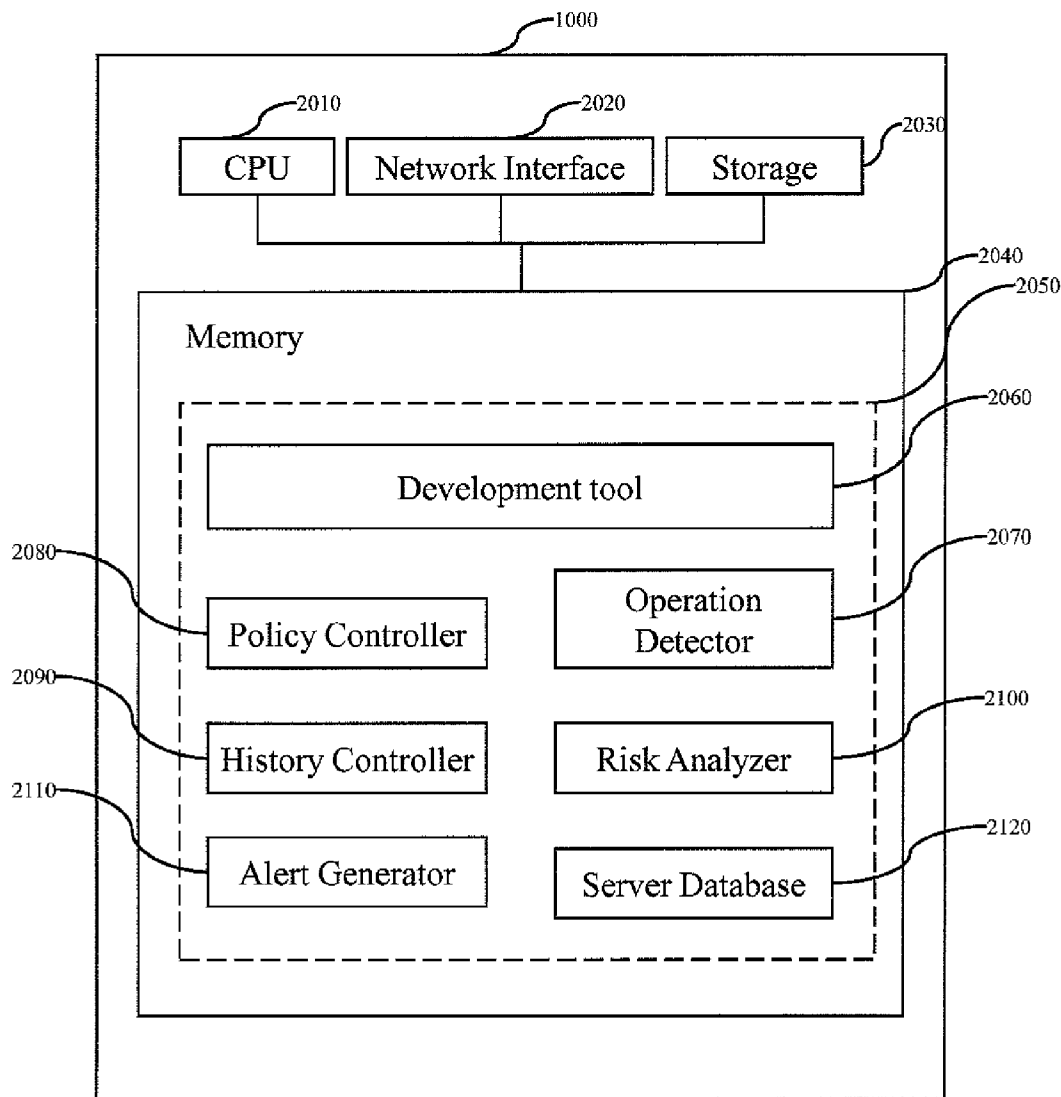 1000
2010
2020
2030
CPU
Network Interface
Storage
2040
2050
Memory
2060
Development tool
2080
2070
Policy Controller
Operation
Detector
2090
2100
History Controller
Risk Analyzer
2110
2120
Alert Generator
Server Database